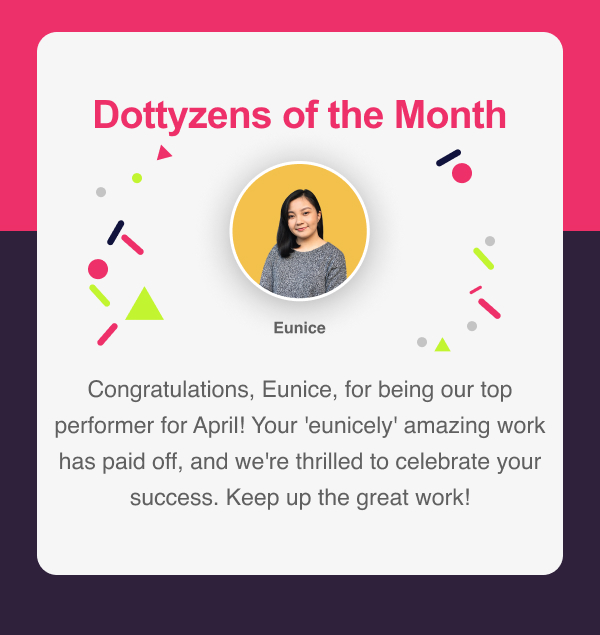 Dottyzens of the Month
Eunice
Congratulations, Eunice, for being our top
performer for April! Your 'eunicely' amazing work
has paid off, and we're thrilled to celebrate your
success. Keep up the great work!